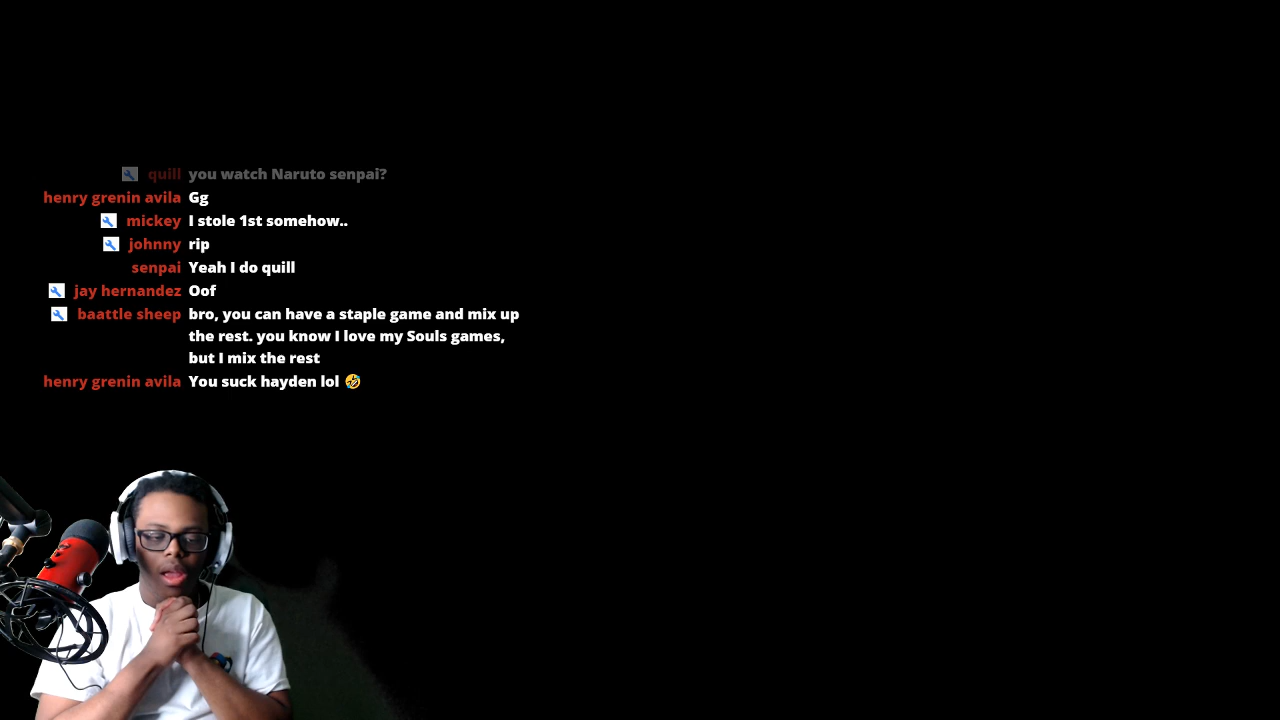 quill you watch Naruto senpai?
henry grenin avila Gg
mickey I stole 1st somehow..
johnny rip
senpai Yeah I do quill
jay hernandez Oof
baattle sheep bro, you can have a staple game and mix up
the rest. you know I love my Souls games,
but I mix the rest
henry grenin avila You suck hayden lol 🤣